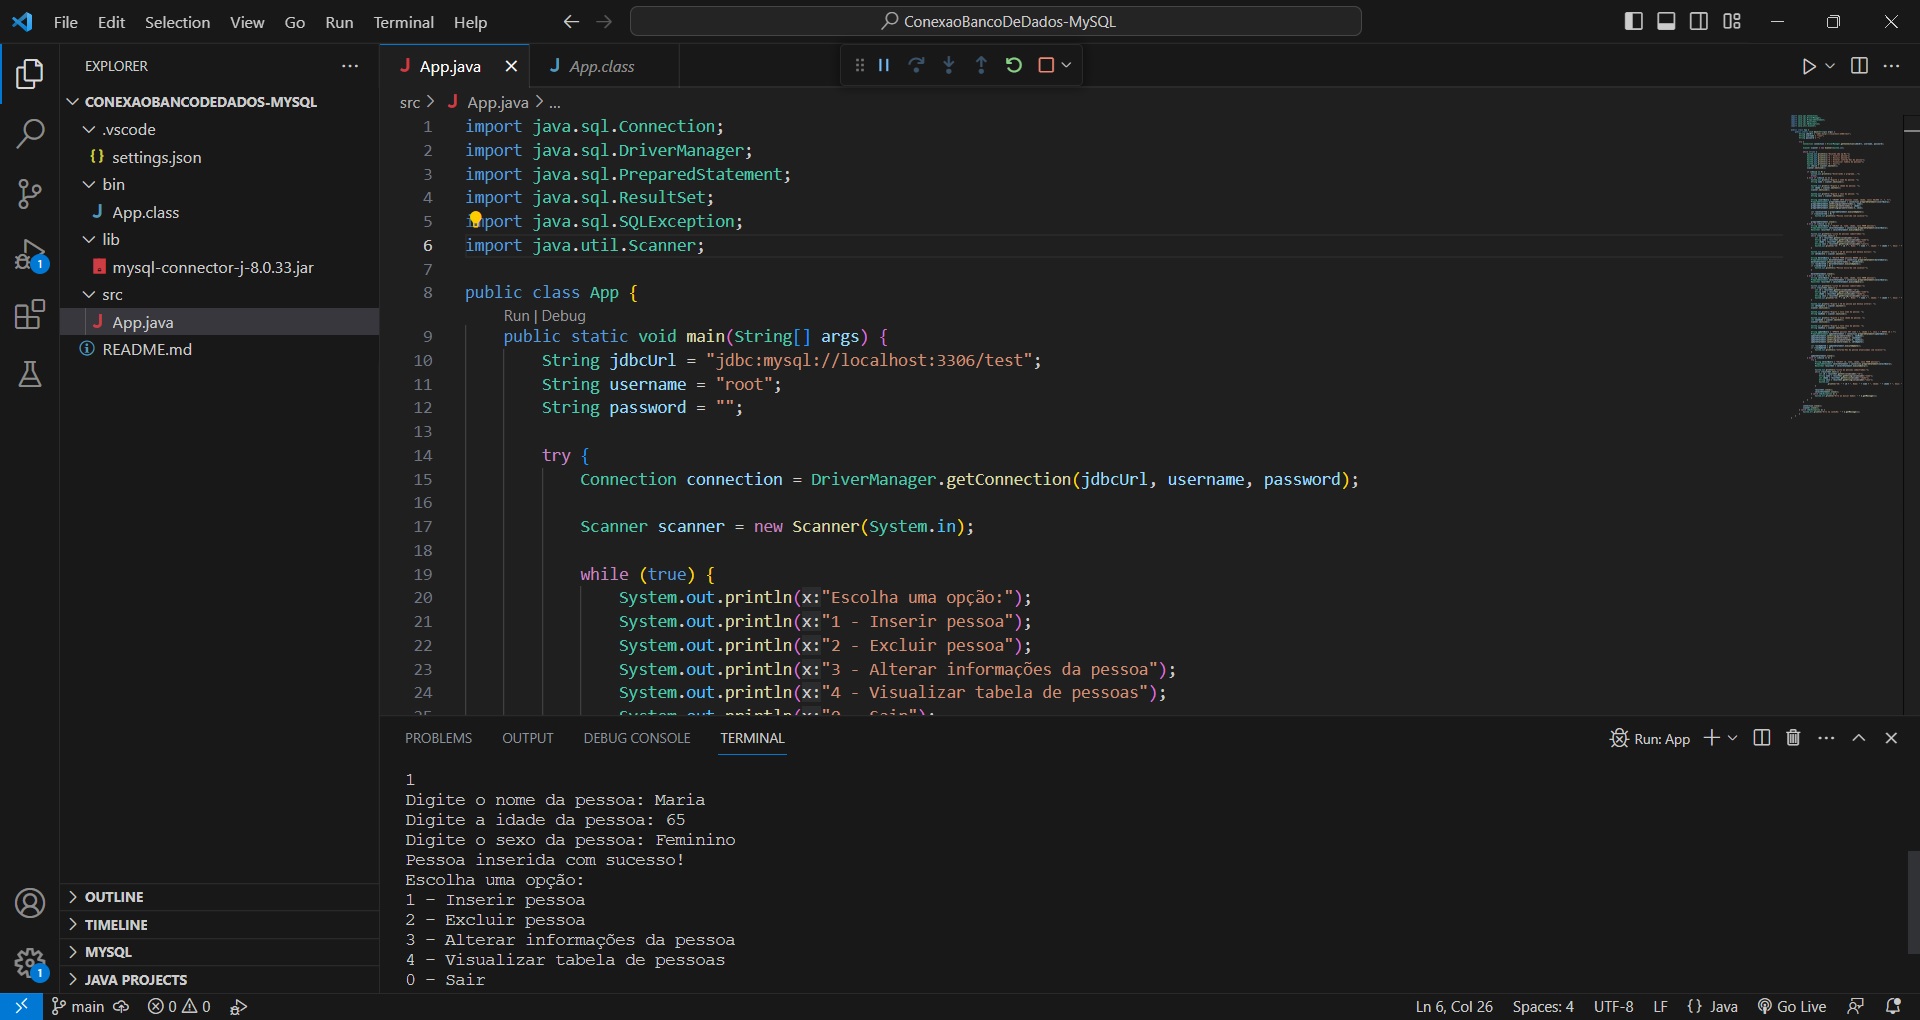 File Edit Selection View Go Run Terminal Help
ConexaoBancoDeDados-MySQL
EXPLORER
CONEXAOBANCODEDADOS-MYSQL
.vscode
{} settings.json
bin
J App.class
lib
mysql-connector-j-8.0.33.jar
src
J App.java
README.md
OUTLINE
TIMELINE
MYSQL
JAVA PROJECTS
1
1
J App.java
J App.class
src > J App.java > ...
1 import java.sql.Connection;
2 import java.sql.DriverManager;
3 import java.sql.PreparedStatement;
4 import java.sql.ResultSet;
5 import java.sql.SQLException;
6 import java.util.Scanner;
7
8 public class App {
Run | Debug
9 public static void main(String[] args) {
10 String jdbcUrl = "jdbc:mysql://localhost:3306/test";
11 String username = "root";
12 String password = "";
13
14 try {
15 Connection connection = DriverManager.getConnection(jdbcUrl, username, password);
16
17 Scanner scanner = new Scanner(System.in);
18
19 while (true) {
20 System.out.println(x:"Escolha uma opção:");
21 System.out.println(x:"1 - Inserir pessoa");
22 System.out.println(x:"2 - Excluir pessoa");
23 System.out.println(x:"3 - Alterar informações da pessoa");
24 System.out.println(x:"4 - Visualizar tabela de pessoas");
25 System.out.println(x:"0 - Sair");
PROBLEMS OUTPUT DEBUG CONSOLE TERMINAL
Run: App
1
Digite o nome da pessoa: Maria
Digite a idade da pessoa: 65
Digite o sexo da pessoa: Feminino
Pessoa inserida com sucesso!
Escolha uma opção:
1 - Inserir pessoa
2 - Excluir pessoa
3 - Alterar informações da pessoa
4 - Visualizar tabela de pessoas
0 - Sair
main 0 0
Ln 6, Col 26 Spaces: 4 UTF-8 LF {} Java Go Live